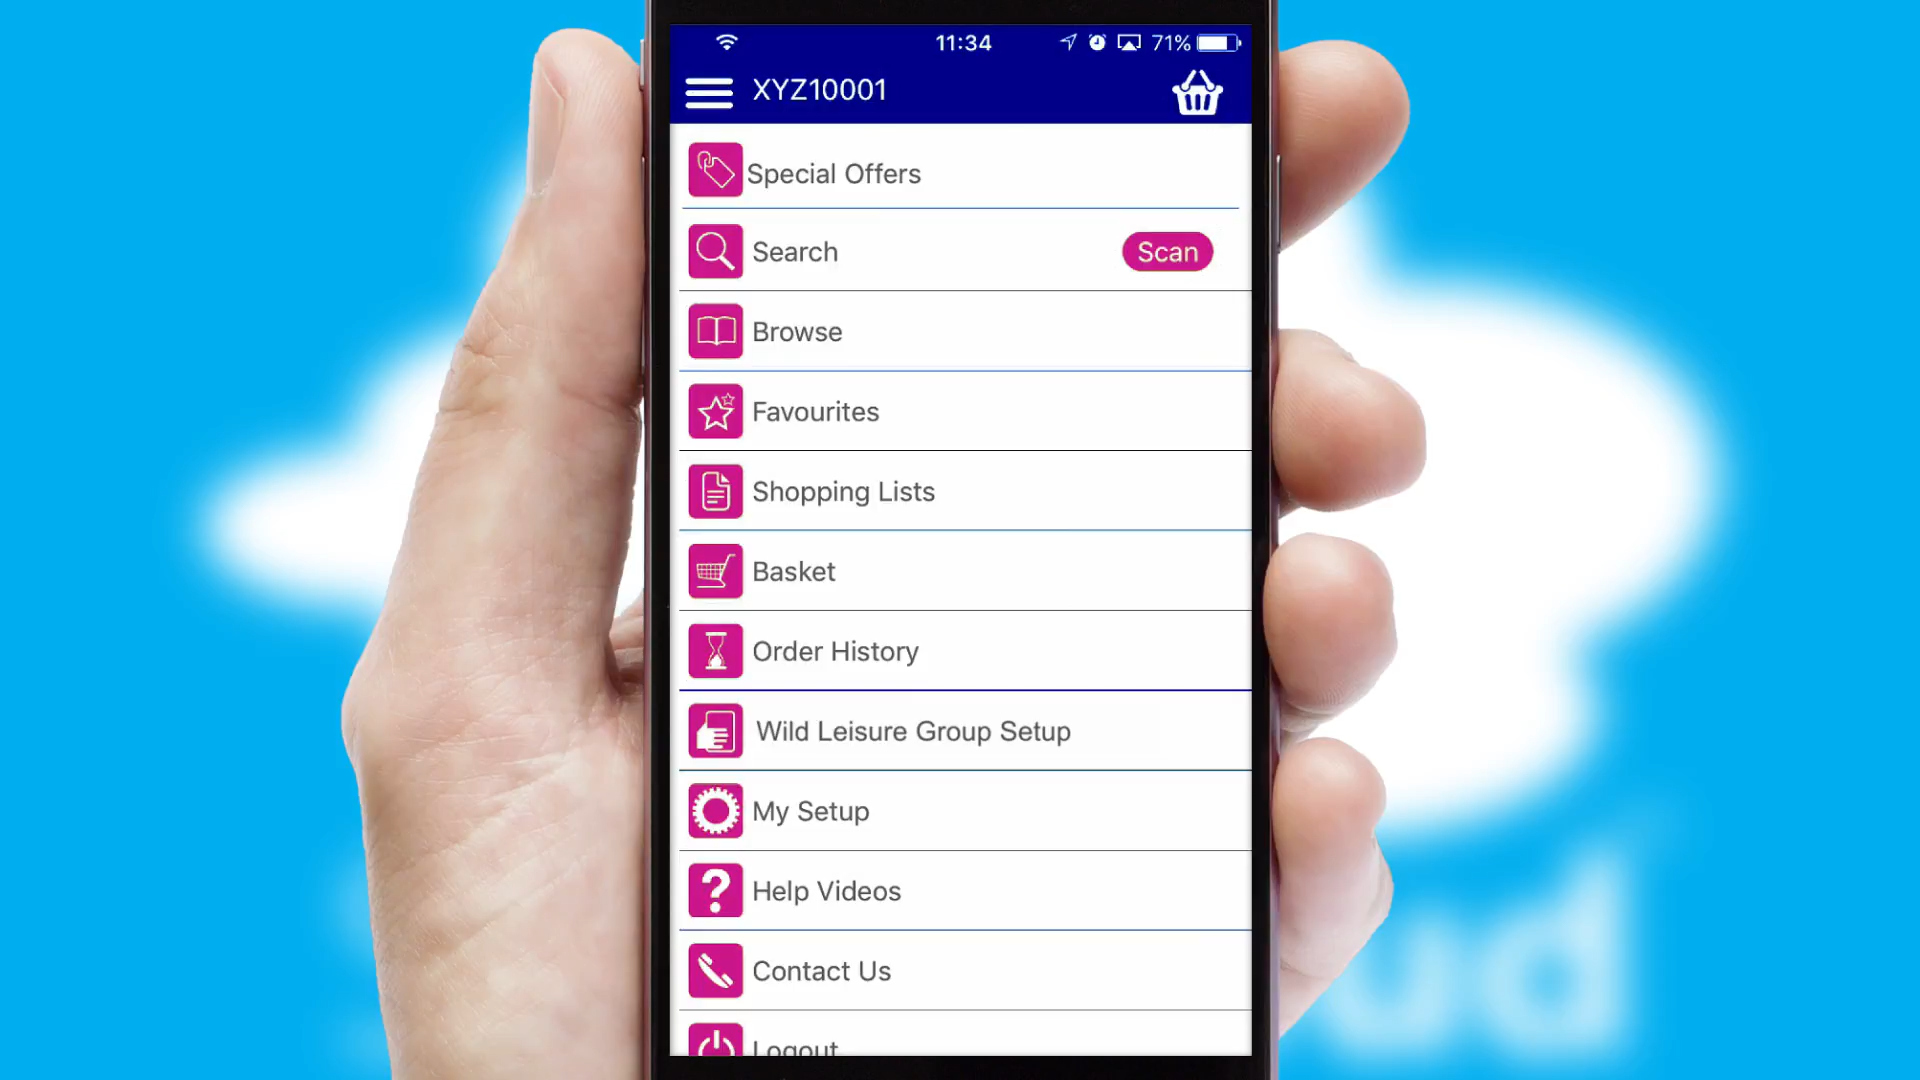 11:34
71%
XYZ10001
Special Offers
Search
Scan
Browse
Favourites
Shopping Lists
Basket
Order History
Wild Leisure Group Setup
My Setup
Help Videos
Contact Us
Logout
ud